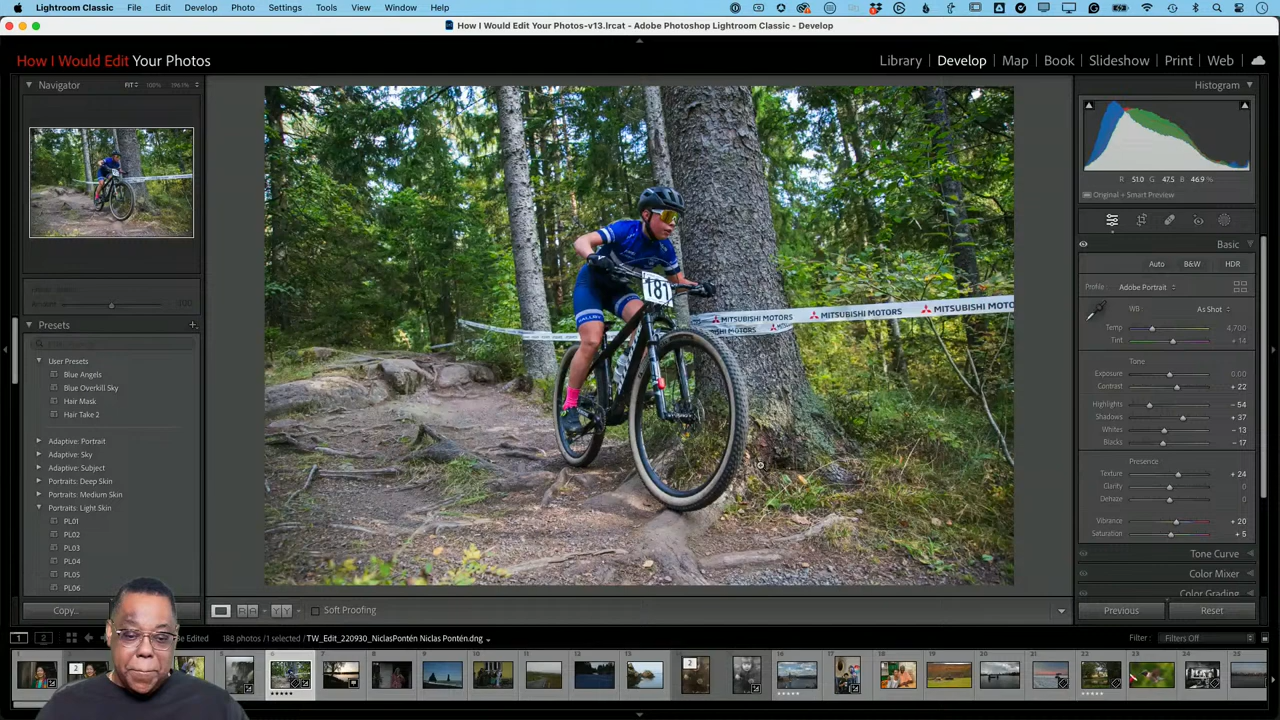 Lightroom Classic File Edit Develop Photo Settings Tools View Window Help
How I Would Edit Your Photos-v13.lrcat - Adobe Photoshop Lightroom Classic - Develop
How I Would Edit Your Photos
Library Develop Map Book Slideshow Print Web
Navigator FIT 100%
Presets +
User Presets
Blue Angels
Blue Overkill Sky
Hair Mask
Hair Take 2
Adaptive: Portrait
Adaptive: Sky
Adaptive: Subject
Portraits: Deep Skin
Portraits: Medium Skin
Portraits: Light Skin
PL01
PL02
PL03
PL04
PL05
PL06
Copy...
181
MITSUBISHI MOTORS
MITSUBISHI MOTORS
MITSUBISHI MOTO
Histogram
R 51.0 G 47.5 B 46.9 %
Original + Smart Preview
Basic
Auto B&W HDR
Profile: Adobe Portrait
WB As Shot
Temp 4,700
Tint + 14
Tone
Exposure 0.00
Contrast + 22
Highlights - 54
Shadows + 37
Whites - 13
Blacks - 17
Presence
Texture + 24
Clarity 0
Dehaze 0
Vibrance + 20
Saturation + 5
Tone Curve
Color Mixer
Color Grading
Previous Reset
Soft Proofing
1 2 be Edited 188 photos /1 selected / TW_Edit_220930_NiclasPontén Niclas Pontén.dng
Filter : Filters Off